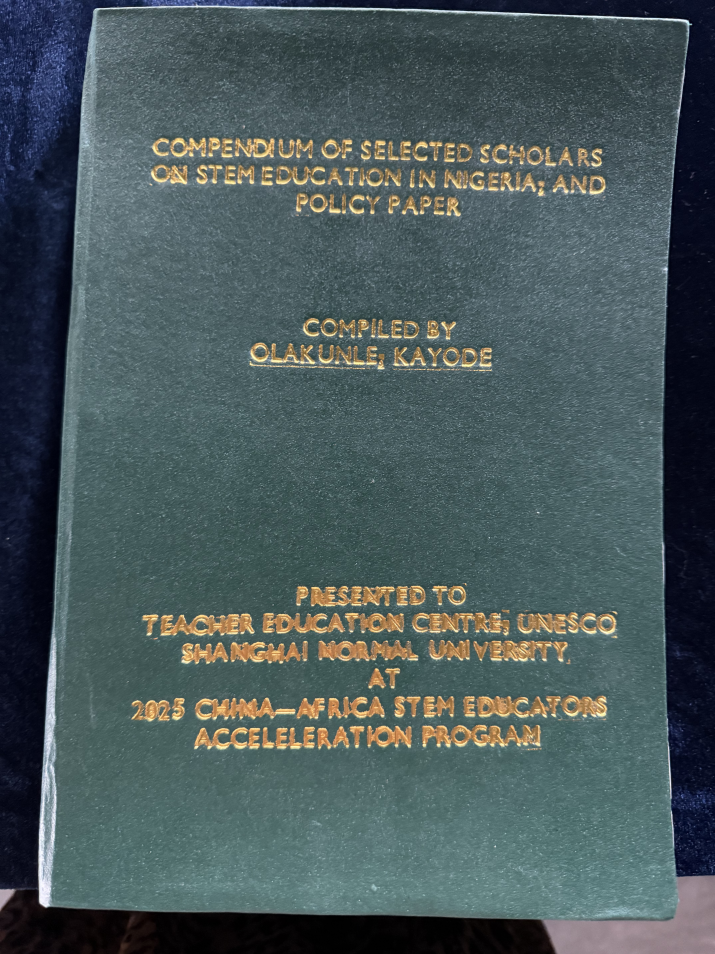 COMPENDIUM OF SELECTED SCHOLARS
ON STEM EDUCATION IN NIGERIA; AND
POLICY PAPER
COMPILED BY
OLAKUNLE; KAYODE
PRESENTED TO
TEACHER EDUCATION CENTRE; UNESCO
SHANGHAI NORMAL UNIVERSITY,
AT
2025 CHINA—AFRICA STEM EDUCATORS
ACCELELERATION PROGRAM